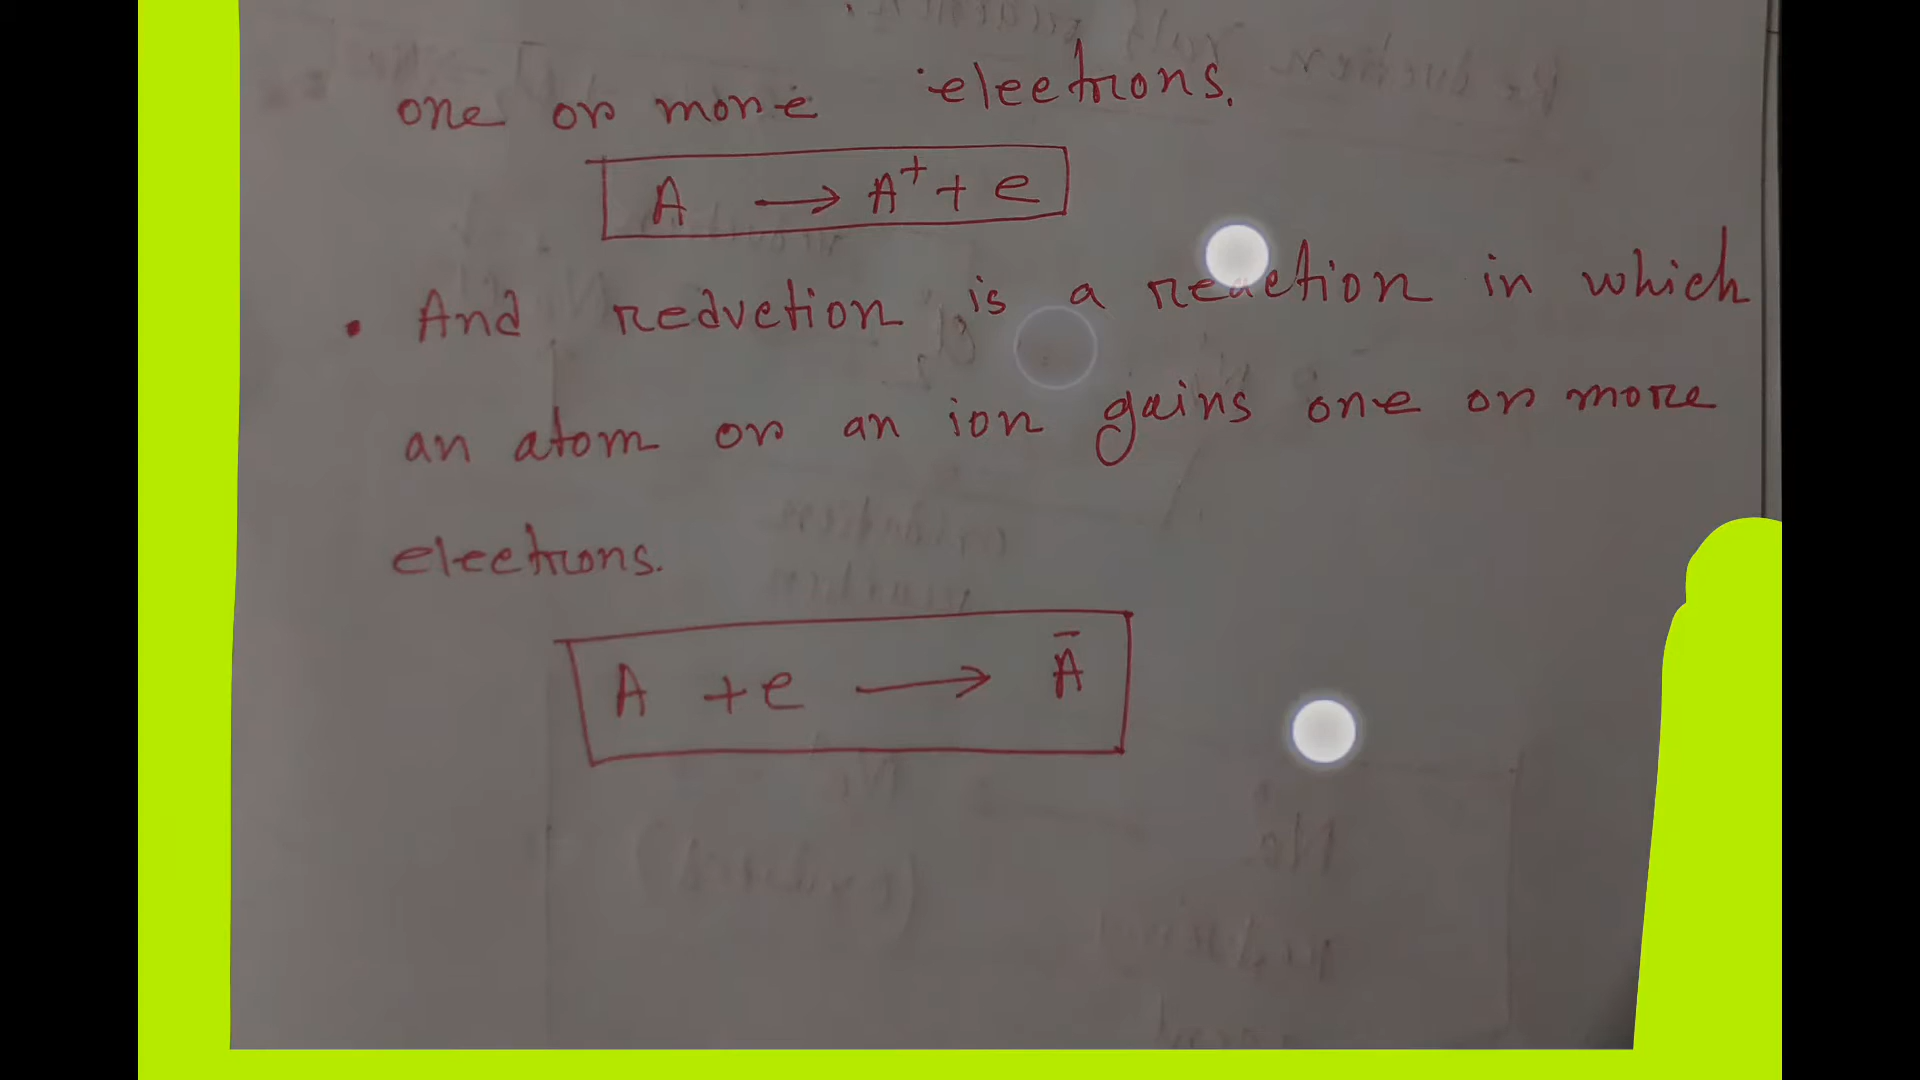 one or more electrons.
A → A⁺ + e
• And reduction is a reaction in which
an atom or an ion gains one or more
electrons.
A + e → A̅